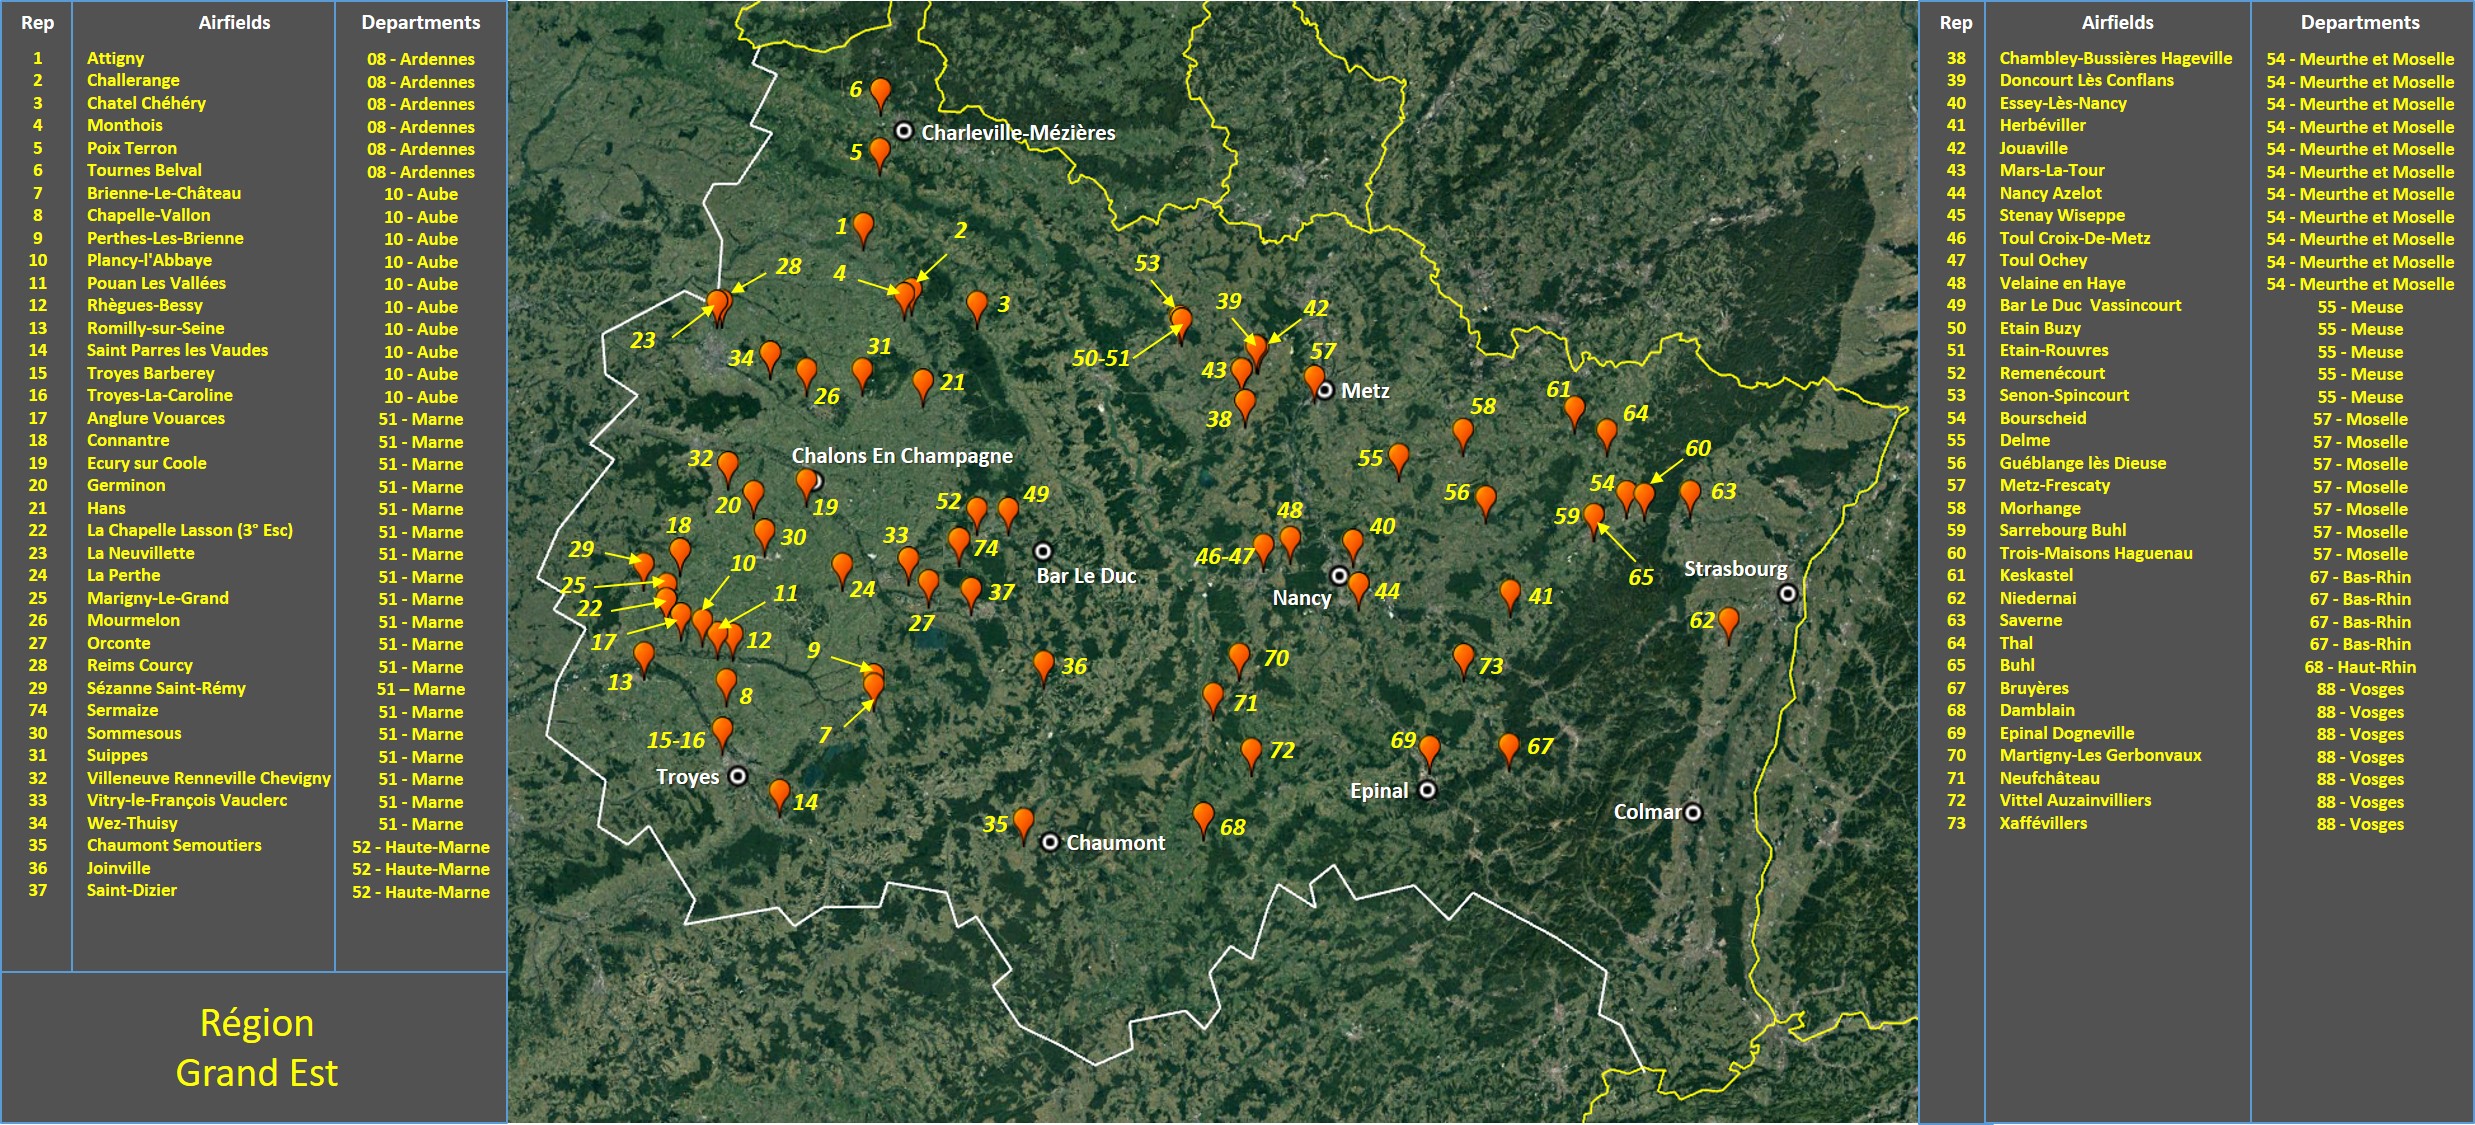 Rep Airfields Departments
1 Attigny 08 - Ardennes
2 Challerange 08 - Ardennes
3 Chatel Chéhéry 08 - Ardennes
4 Monthois 08 - Ardennes
5 Poix Terron 08 - Ardennes
6 Tournes Belval 08 - Ardennes
7 Brienne-Le-Château 10 - Aube
8 Chapelle-Vallon 10 - Aube
9 Perthes-Les-Brienne 10 - Aube
10 Plancy-l'Abbaye 10 - Aube
11 Pouan Les Vallées 10 - Aube
12 Rhègues-Bessy 10 - Aube
13 Romilly-sur-Seine 10 - Aube
14 Saint Parres les Vaudes 10 - Aube
15 Troyes Barberey 10 - Aube
16 Troyes-La-Caroline 10 - Aube
17 Anglure Vouarces 51 - Marne
18 Connantre 51 - Marne
19 Ecury sur Coole 51 - Marne
20 Germinon 51 - Marne
21 Hans 51 - Marne
22 La Chapelle Lasson (3° Esc) 51 - Marne
23 La Neuvillette 51 - Marne
24 La Perthe 51 - Marne
25 Marigny-Le-Grand 51 - Marne
26 Mourmelon 51 - Marne
27 Orconte 51 - Marne
28 Reims Courcy 51 - Marne
29 Sézanne Saint-Rémy 51 – Marne
74 Sermaize 51 - Marne
30 Sommesous 51 - Marne
31 Suippes 51 - Marne
32 Villeneuve Renneville Chevigny 51 - Marne
33 Vitry-le-François Vauclerc 51 - Marne
34 Wez-Thuisy 51 - Marne
35 Chaumont Semoutiers 52 - Haute-Marne
36 Joinville 52 - Haute-Marne
37 Saint-Dizier 52 - Haute-Marne
Région
Grand Est
6
Charleville-Mézières
5
1
2
28
4
53
3
39
42
23
50-51
34
31
57
43
Metz
26
21
61
38
58
64
32
Chalons En Champagne
55
60
20
19
52
49
56
54
63
18
30
33
48
40
59
29
74
46-47
10
Bar Le Duc
Strasbourg
25
24
37
Nancy
44
41
65
22
11
27
17
12
62
9
13
8
36
70
73
71
7
15-16
72
69
67
Troyes
14
Epinal
35
68
Colmar
Chaumont
Rep Airfields Departments
38 Chambley-Bussières Hageville 54 - Meurthe et Moselle
39 Doncourt Lès Conflans 54 - Meurthe et Moselle
40 Essey-Lès-Nancy 54 - Meurthe et Moselle
41 Herbéviller 54 - Meurthe et Moselle
42 Jouaville 54 - Meurthe et Moselle
43 Mars-La-Tour 54 - Meurthe et Moselle
44 Nancy Azelot 54 - Meurthe et Moselle
45 Stenay Wiseppe 54 - Meurthe et Moselle
46 Toul Croix-De-Metz 54 - Meurthe et Moselle
47 Toul Ochey 54 - Meurthe et Moselle
48 Velaine en Haye 54 - Meurthe et Moselle
49 Bar Le Duc Vassincourt 55 - Meuse
50 Etain Buzy 55 - Meuse
51 Etain-Rouvres 55 - Meuse
52 Remenécourt 55 - Meuse
53 Senon-Spincourt 55 - Meuse
54 Bourscheid 57 - Moselle
55 Delme 57 - Moselle
56 Guéblange lès Dieuse 57 - Moselle
57 Metz-Frescaty 57 - Moselle
58 Morhange 57 - Moselle
59 Sarrebourg Buhl 57 - Moselle
60 Trois-Maisons Haguenau 57 - Moselle
61 Keskastel 67 - Bas-Rhin
62 Niedernai 67 - Bas-Rhin
63 Saverne 67 - Bas-Rhin
64 Thal 67 - Bas-Rhin
65 Buhl 68 - Haut-Rhin
67 Bruyères 88 - Vosges
68 Damblain 88 - Vosges
69 Epinal Dogneville 88 - Vosges
70 Martigny-Les Gerbonvaux 88 - Vosges
71 Neufchâteau 88 - Vosges
72 Vittel Auzainvilliers 88 - Vosges
73 Xaffévillers 88 - Vosges